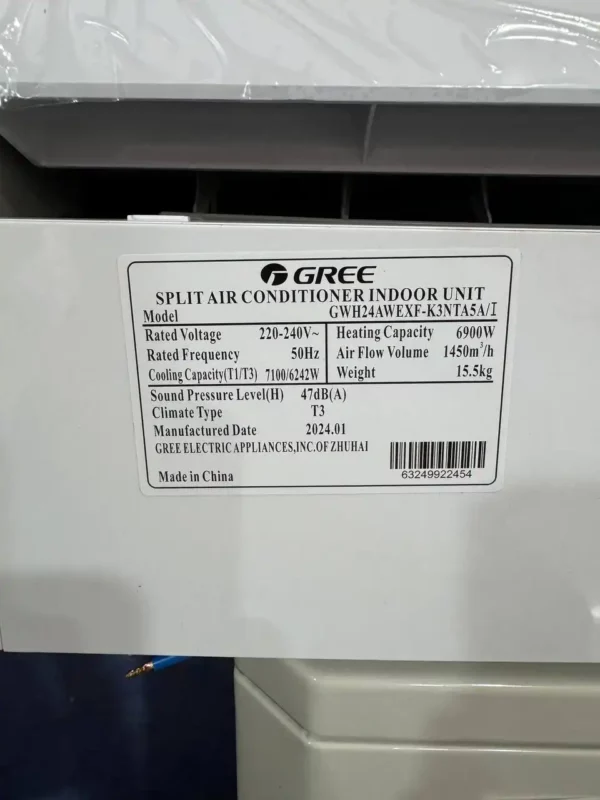 GREE
SPLIT AIR CONDITIONER INDOOR UNIT
Model GWH24AWEXF-K3NTA5A/I
Rated Voltage 220-240V~ Heating Capacity 6900W
Rated Frequency 50Hz Air Flow Volume 1450m³/h
Cooling Capacity(T1/T3) 7100/6242W Weight 15.5kg
Sound Pressure Level(H) 47dB(A)
Climate Type T3
Manufactured Date 2024.01
GREE ELECTRIC APPLIANCES,INC.OF ZHUHAI
Made in China
63249922454